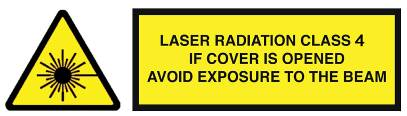 LASER RADIATION CLASS 4
IF COVER IS OPENED
AVOID EXPOSURE TO THE BEAM